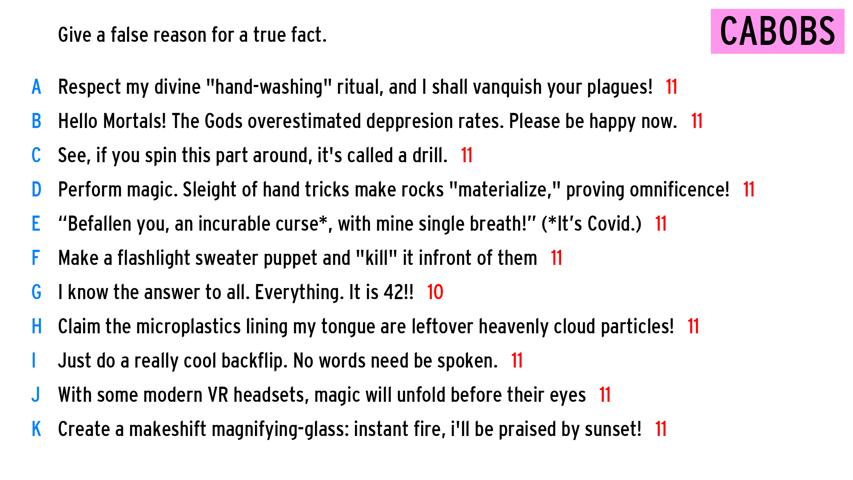 Give a false reason for a true fact.
CABOBS
A Respect my divine "hand-washing" ritual, and I shall vanquish your plagues! 11
B Hello Mortals! The Gods overestimated deppresion rates. Please be happy now. 11
C See, if you spin this part around, it's called a drill. 11
D Perform magic. Sleight of hand tricks make rocks "materialize," proving omnificence! 11
E “Befallen you, an incurable curse*, with mine single breath!” (*It’s Covid.) 11
F Make a flashlight sweater puppet and "kill" it infront of them 11
G I know the answer to all. Everything. It is 42!! 10
H Claim the microplastics lining my tongue are leftover heavenly cloud particles! 11
I Just do a really cool backflip. No words need be spoken. 11
J With some modern VR headsets, magic will unfold before their eyes 11
K Create a makeshift magnifying-glass: instant fire, i'll be praised by sunset! 11